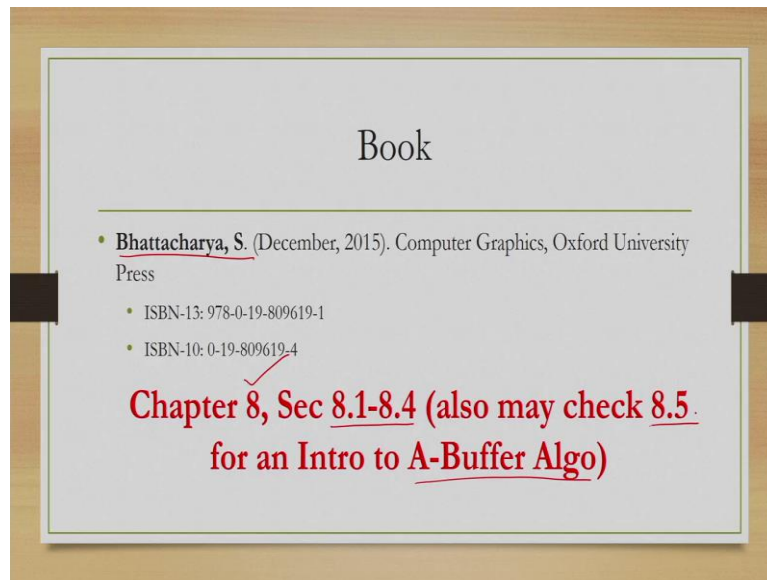 Book
• Bhattacharya, S. (December, 2015). Computer Graphics, Oxford University
Press
• ISBN-13: 978-0-19-809619-1
• ISBN-10: 0-19-809619-4
Chapter 8, Sec 8.1-8.4 (also may check 8.5
for an Intro to A-Buffer Algo)